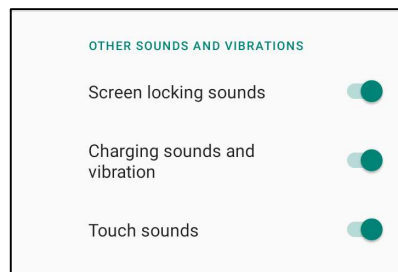 OTHER SOUNDS AND VIBRATIONS
Screen locking sounds
Charging sounds and
vibration
Touch sounds